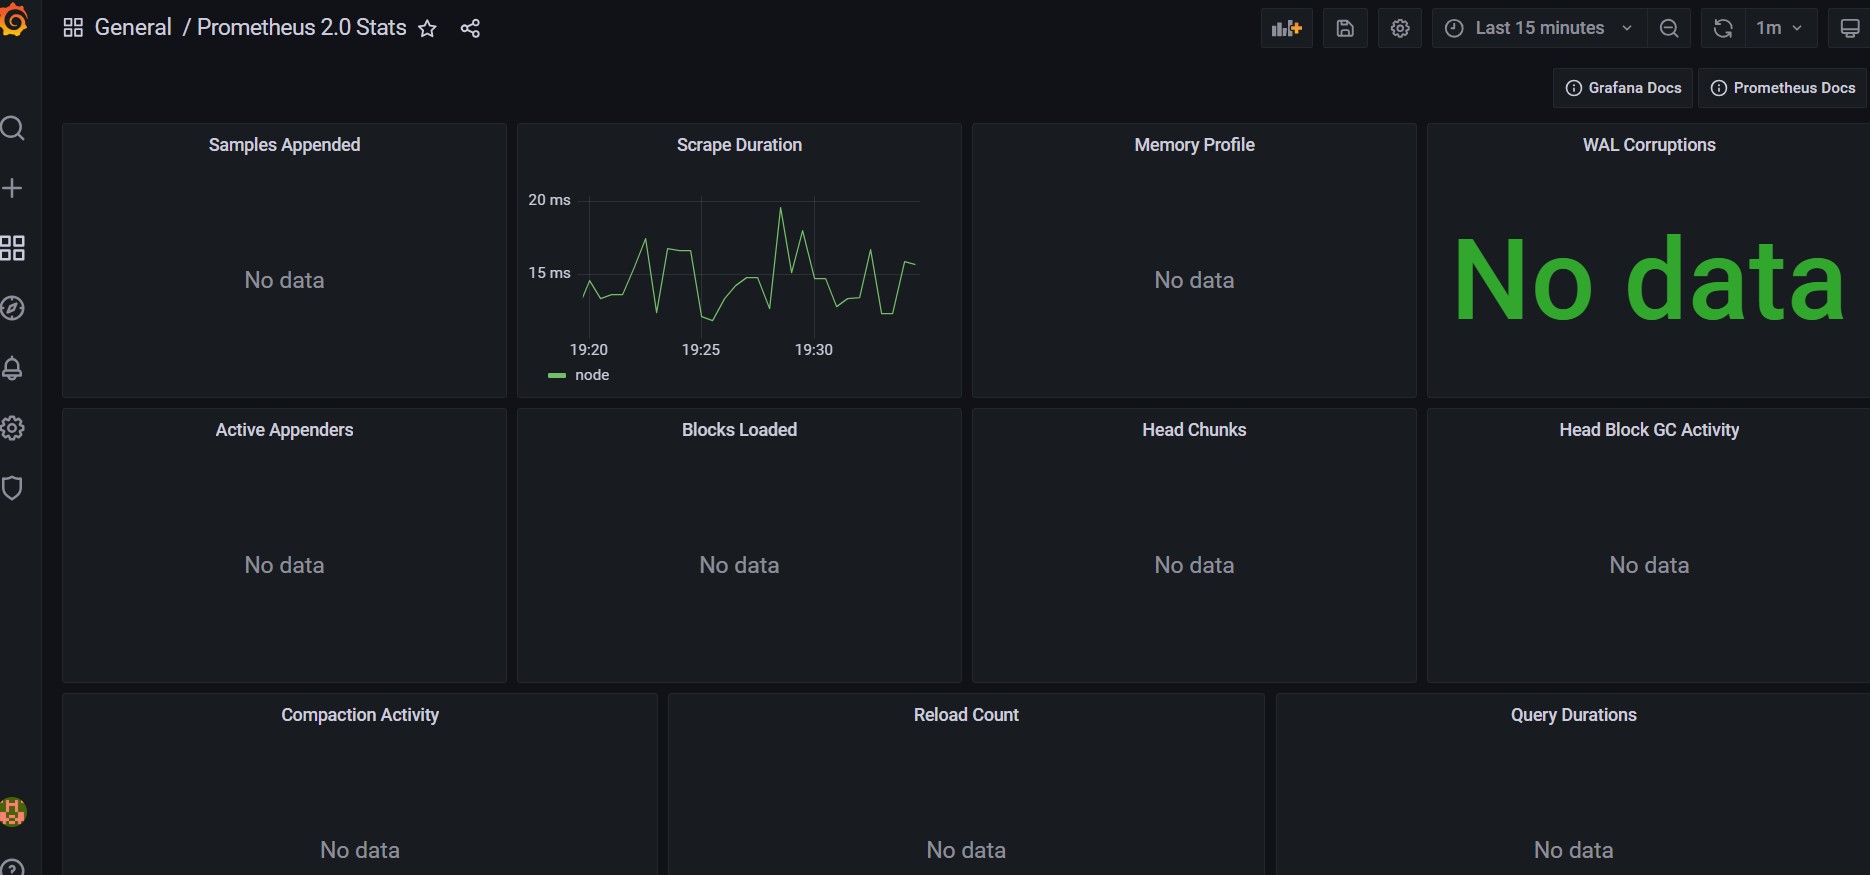 General / Prometheus 2.0 Stats
Last 15 minutes
1m
Grafana Docs
Prometheus Docs
Samples Appended
No data
Scrape Duration
20 ms
15 ms
19:20 19:25 19:30
node
Memory Profile
No data
WAL Corruptions
No data
Active Appenders
No data
Blocks Loaded
No data
Head Chunks
No data
Head Block GC Activity
No data
Compaction Activity
No data
Reload Count
No data
Query Durations
No data